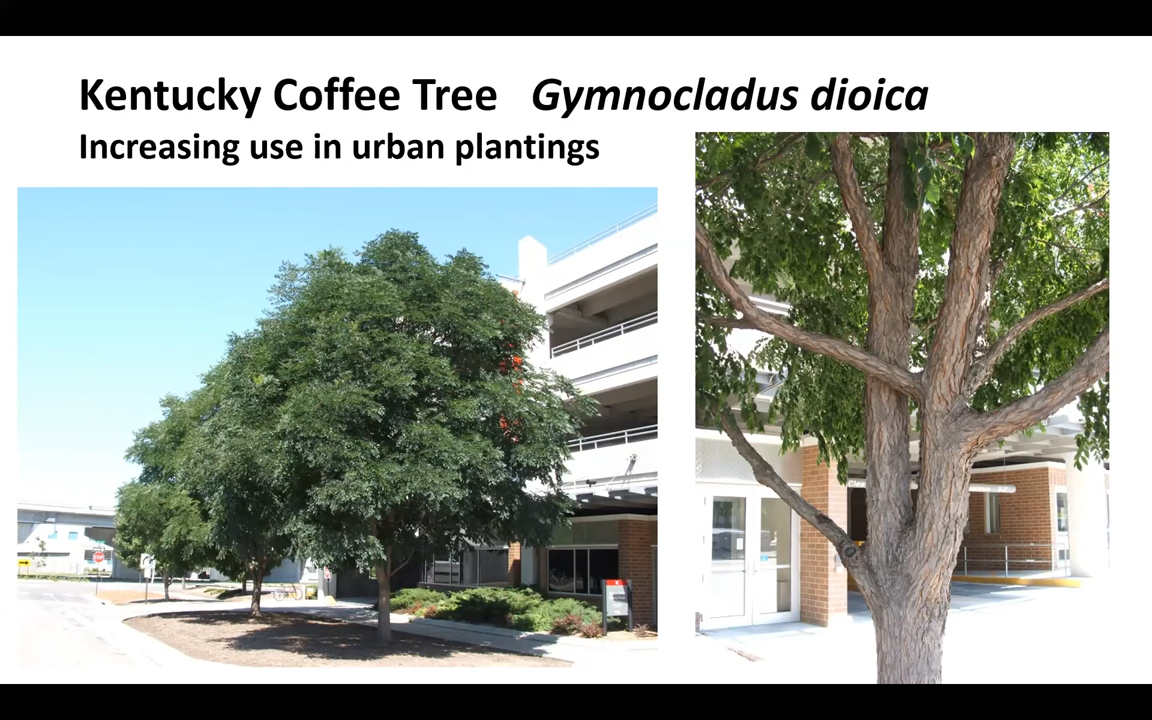 Kentucky Coffee Tree Gymnocladus dioica
Increasing use in urban plantings